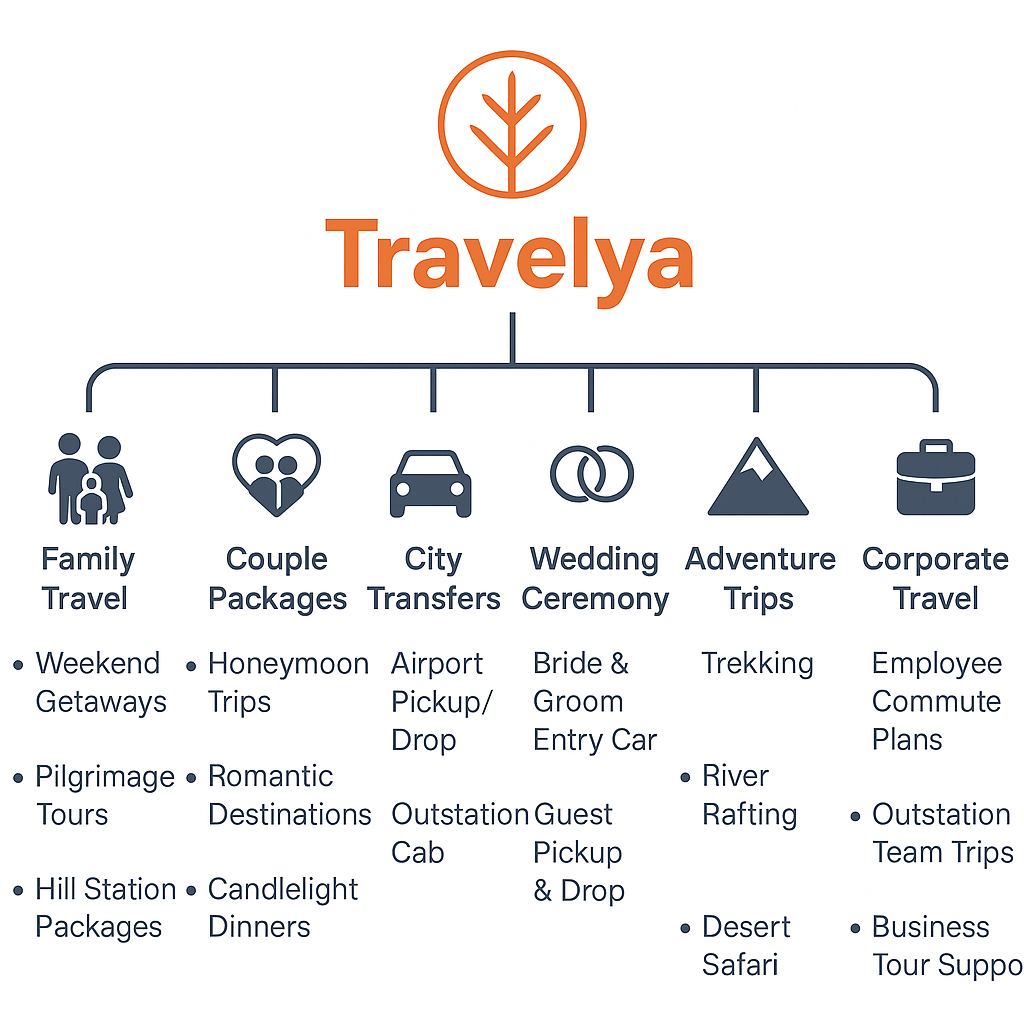 Travelya
Family
Travel
• Weekend
Getaways
• Pilgrimage
Tours
• Hill Station
Packages
Couple
Packages
• Honeymoon
Trips
• Romantic
Destinations
• Candlelight
Dinners
City
Transfers
Airport
Pickup/
Drop
Outstation
Cab
Wedding
Ceremony
Bride &
Groom
Entry Car
Guest
Pickup
& Drop
Adventure
Trips
Trekking
• River
Rafting
• Desert
Safari
Corporate
Travel
Employee
Commute
Plans
• Outstation
Team Trips
• Business
Tour Suppo